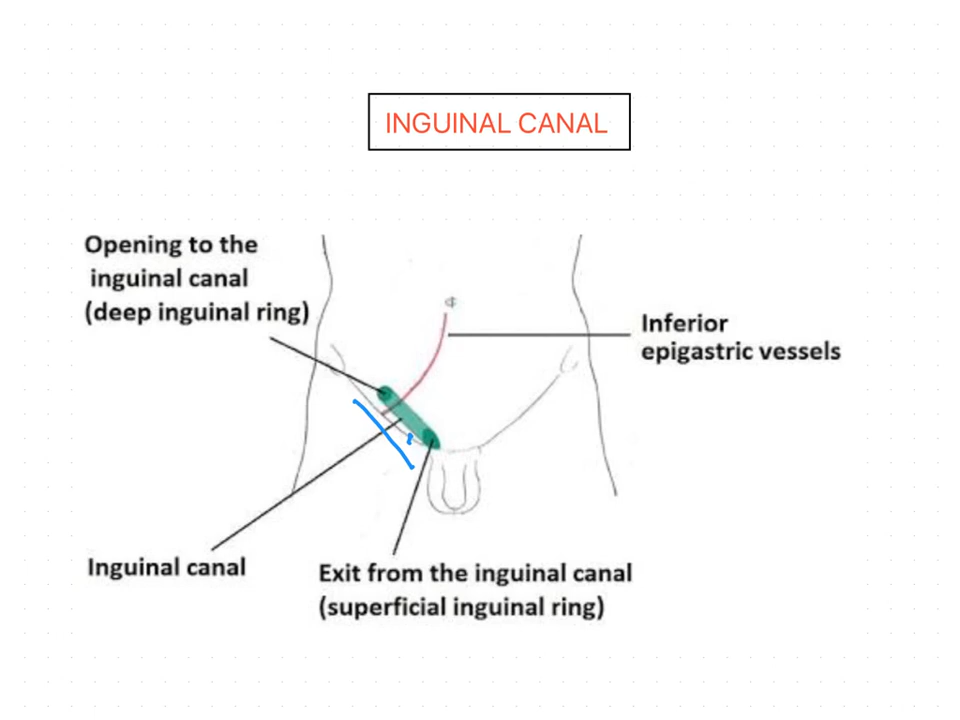 INGUINAL CANAL
Opening to the
inguinal canal
(deep inguinal ring)
Inferior
epigastric vessels
Inguinal canal
Exit from the inguinal canal
(superficial inguinal ring)